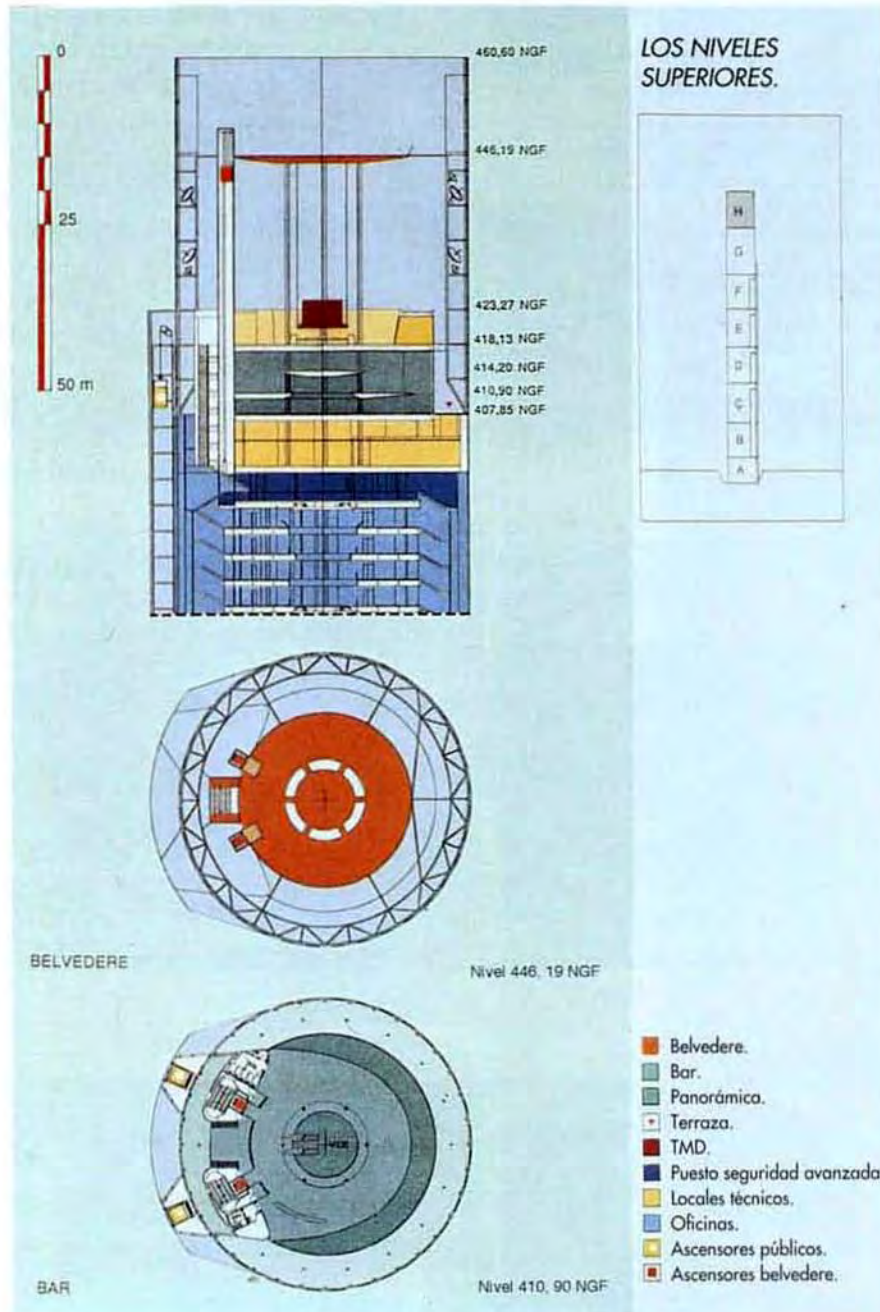 0
25
50 m
460,60 NGF
446,19 NGF
423,27 NGF
418,13 NGF
414,20 NGF
410,90 NGF
407,85 NGF
LOS NIVELES
SUPERIORES.
H
G
F
E
D
C
B
A
BELVEDERE
Nivel 446, 19 NGF
BAR
Nivel 410, 90 NGF
Belvedere.
Bar.
Panorámica.
Terraza.
TMD.
Puesto seguridad avanzada
Locales técnicos.
Oficinas.
Ascensores públicos.
Ascensores belvedere.